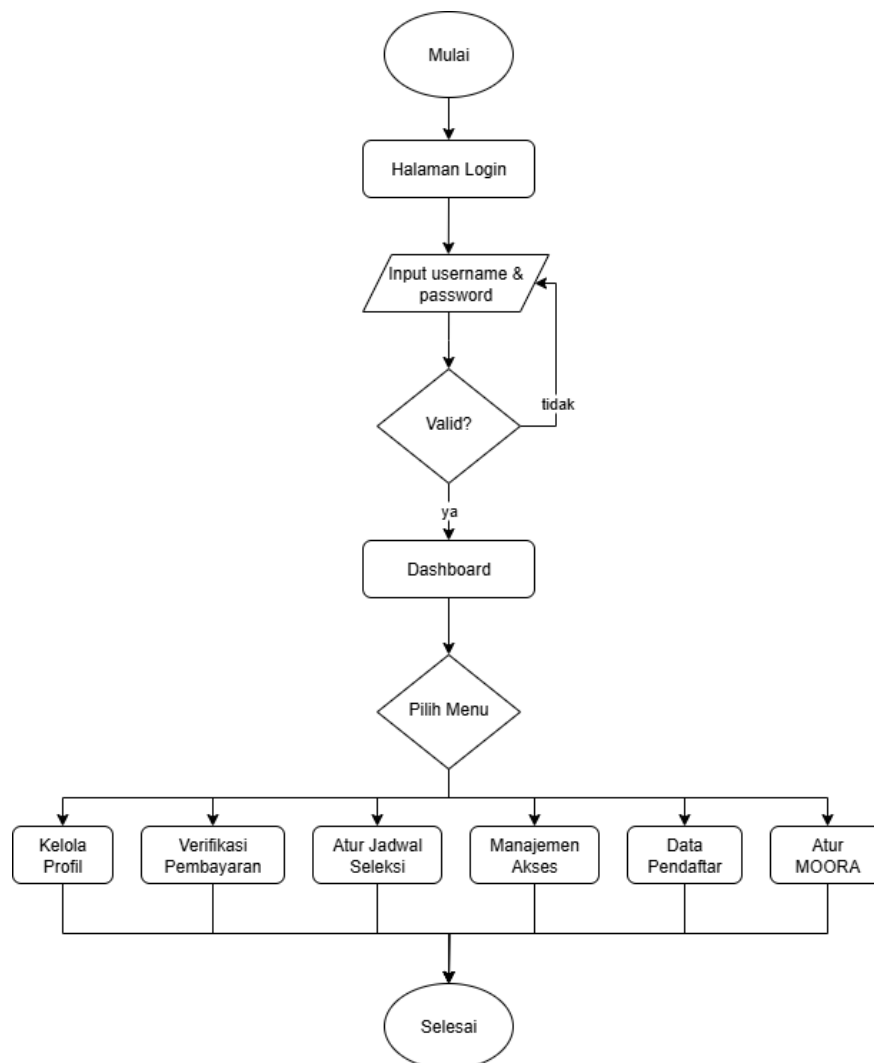 Mulai
Halaman Login
Input username &
password
Valid?
tidak
ya
Dashboard
Pilih Menu
Kelola
Profil
Verifikasi
Pembayaran
Atur Jadwal
Seleksi
Manajemen
Akses
Data
Pendaftar
Atur
MOORA
Selesai